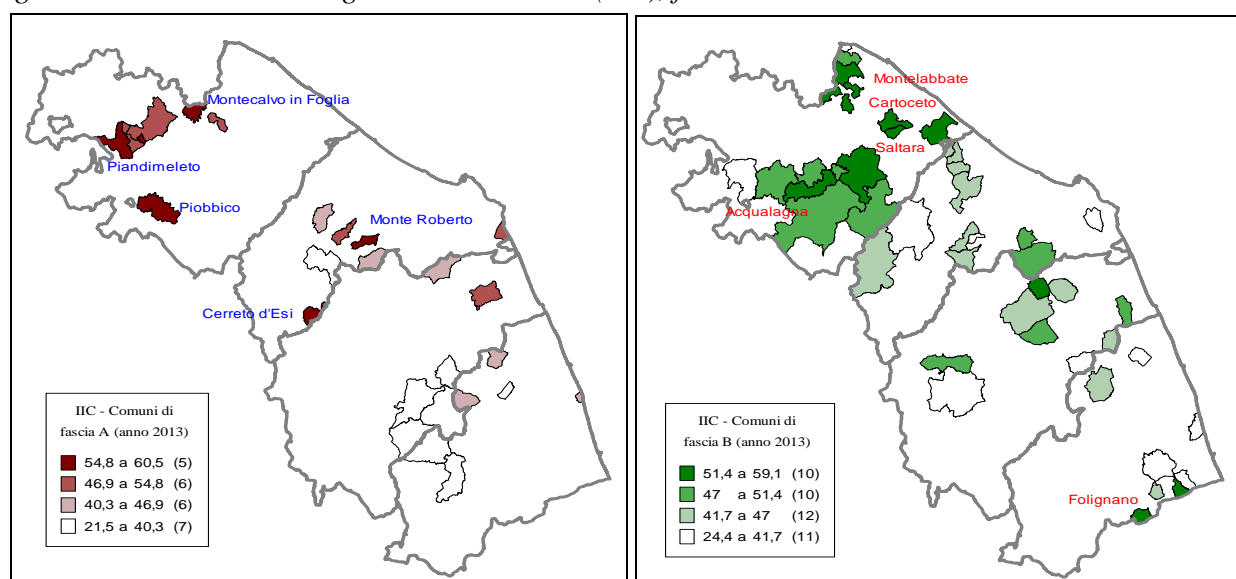 Montecalvo in Foglia
Piandimeleto
Piobbico
Monte Roberto
Cerreto d'Esi
IIC - Comuni di
fascia A (anno 2013)
54,8 a 60,5 (5)
46,9 a 54,8 (6)
40,3 a 46,9 (6)
21,5 a 40,3 (7)
Montelabbate
Cartoceto
Saltara
Acqualagna
Folignano
IIC - Comuni di
fascia B (anno 2013)
51,4 a 59,1 (10)
47 a 51,4 (10)
41,7 a 47 (12)
24,4 a 41,7 (11)